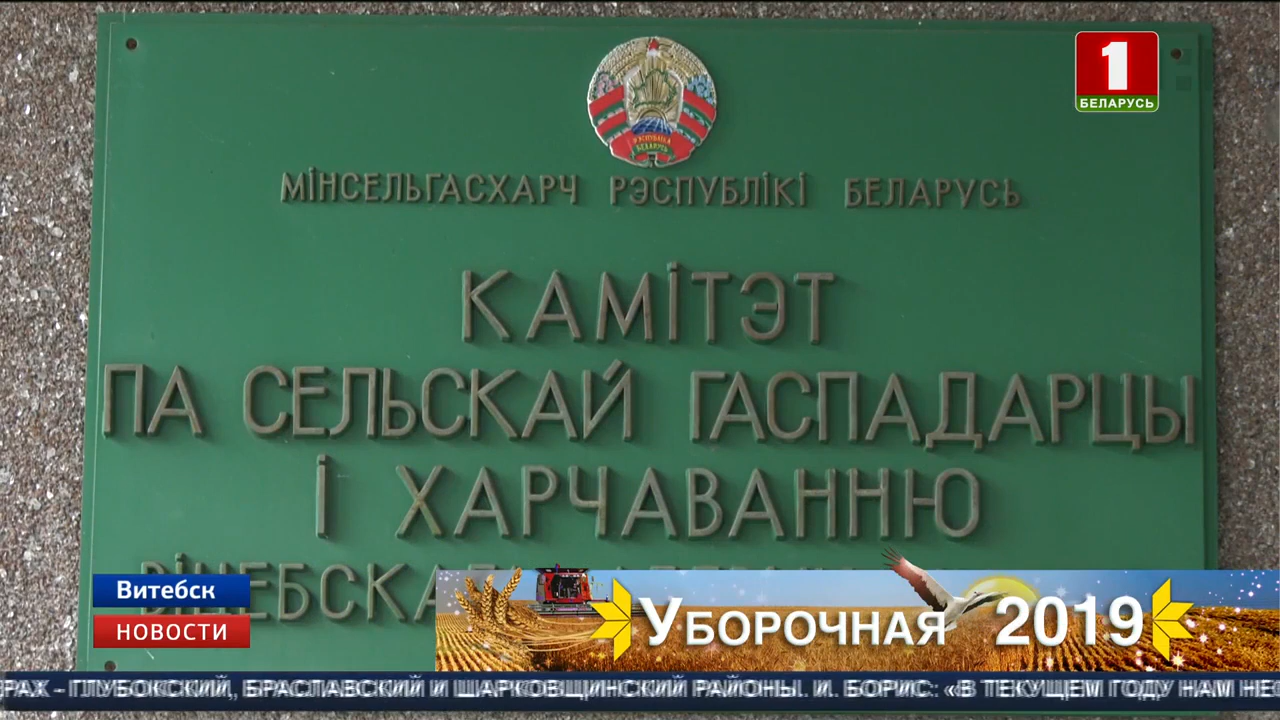 1
БЕЛАРУСЬ
РЭСПУБЛІКА
БЕЛАРУСЬ
МІНСЕЛЬГАСХАРЧ РЭСПУБЛІКІ БЕЛАРУСЬ
КАМІТЭТ
ПА СЕЛЬСКАЙ ГАСПАДАРЦЫ
І ХАРЧАВАННЮ
Витебск
НОВОСТИ
УБОРОЧНАЯ 2019
ГЛУБОКСКИЙ, БРАСЛАВСКИЙ И ШАРКОВЩИНСКИЙ РАЙОНЫ. И. БОРИС: «В ТЕКУЩЕМ ГОДУ НАМ